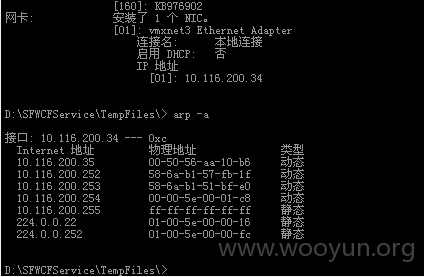 [160]: KB976902
网卡: 安装了 1 个 NIC。
[01]: vmxnet3 Ethernet Adapter
连接名: 本地连接
启用 DHCP: 否
IP 地址
[01]: 10.116.200.34
D:\SFWCFService\TempFiles\> arp -a
接口: 10.116.200.34 --- 0xc
Internet 地址 物理地址 类型
10.116.200.35 00-50-56-aa-10-b6 动态
10.116.200.252 58-6a-b1-57-fb-1f 动态
10.116.200.253 58-6a-b1-51-bf-e0 动态
10.116.200.254 00-00-5e-00-01-c8 动态
10.116.200.255 ff-ff-ff-ff-ff-ff 静态
224.0.0.22 01-00-5e-00-00-16 静态
224.0.0.252 01-00-5e-00-00-fc 静态
www.wooyun.org
D:\SFWCFService\TempFiles\>